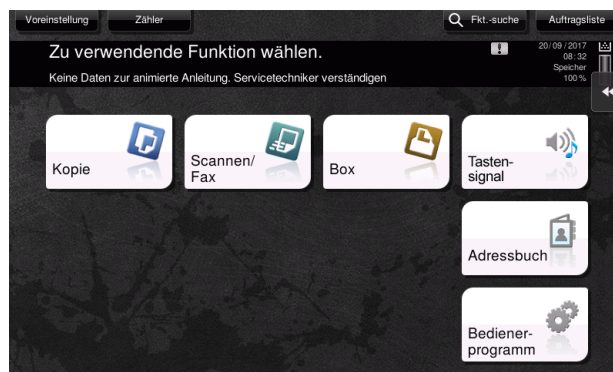 Voreinstellung
Zähler
Fkt.-suche
Auftragsliste
Zu verwendende Funktion wählen.
Keine Daten zur animierte Anleitung. Servicetechniker verständigen
20/09/2017
08:32
Speicher
100%
Kopie
Scannen/
Fax
Box
Tasten-
signal
Adressbuch
Bediener-
programm